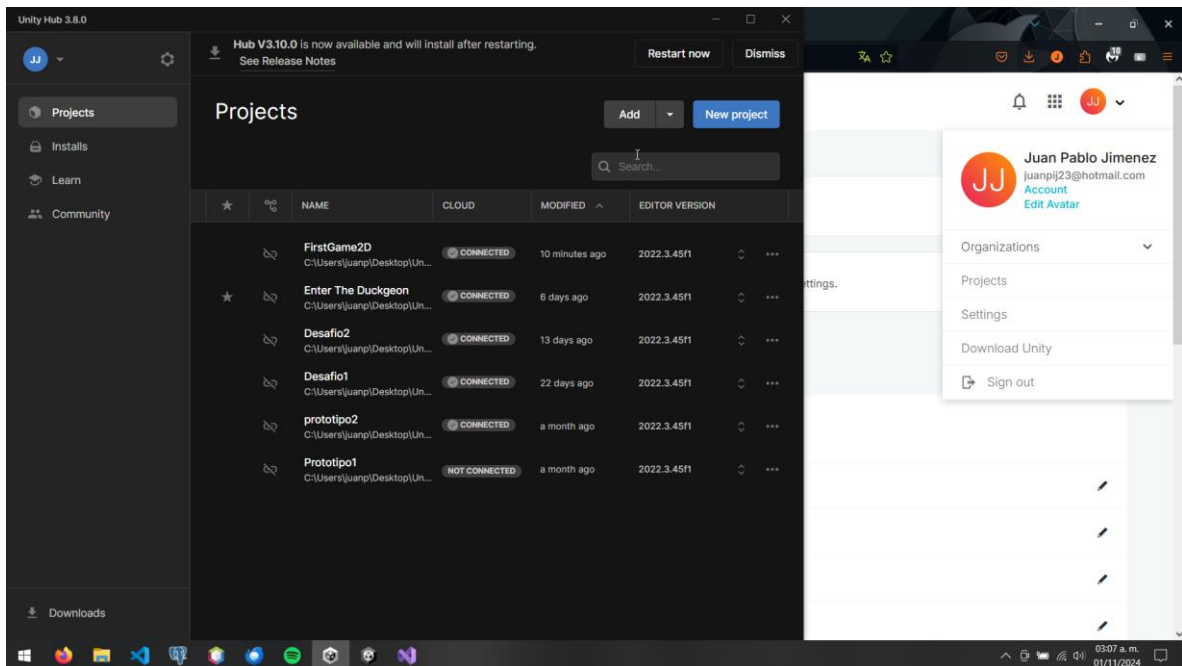 Unity Hub 3.8.0
JJ
Hub V3.10.0 is now available and will install after restarting.
See Release Notes
Restart now
Dismiss
Projects
Installs
Learn
Community
Downloads
Projects
Add
New project
Search...
NAME
CLOUD
MODIFIED
EDITOR VERSION
FirstGame2D
C:\Users\juanp\Desktop\Un...
CONNECTED
10 minutes ago
2022.3.45f1
Enter The Duckgeon
C:\Users\juanp\Desktop\Un...
CONNECTED
6 days ago
2022.3.45f1
Desafio2
C:\Users\juanp\Desktop\Un...
CONNECTED
13 days ago
2022.3.45f1
Desafio1
C:\Users\juanp\Desktop\Un...
CONNECTED
22 days ago
2022.3.45f1
prototipo2
C:\Users\juanp\Desktop\Un...
CONNECTED
a month ago
2022.3.45f1
Prototipo1
C:\Users\juanp\Desktop\Un...
NOT CONNECTED
a month ago
2022.3.45f1
10
JJ
JJ
Juan Pablo Jimenez
juanpij23@hotmail.com
Account
Edit Avatar
Organizations
Projects
Settings
Download Unity
Sign out
03:07 a. m.
01/11/2024